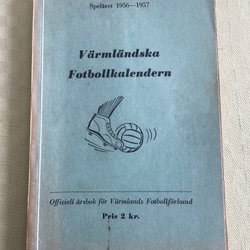 Spelåret 1956—1957
Värmländska
Fotbollkalendern
Officiell årsbok för Värmlands Fotbollförbund
Pris 2 kr.